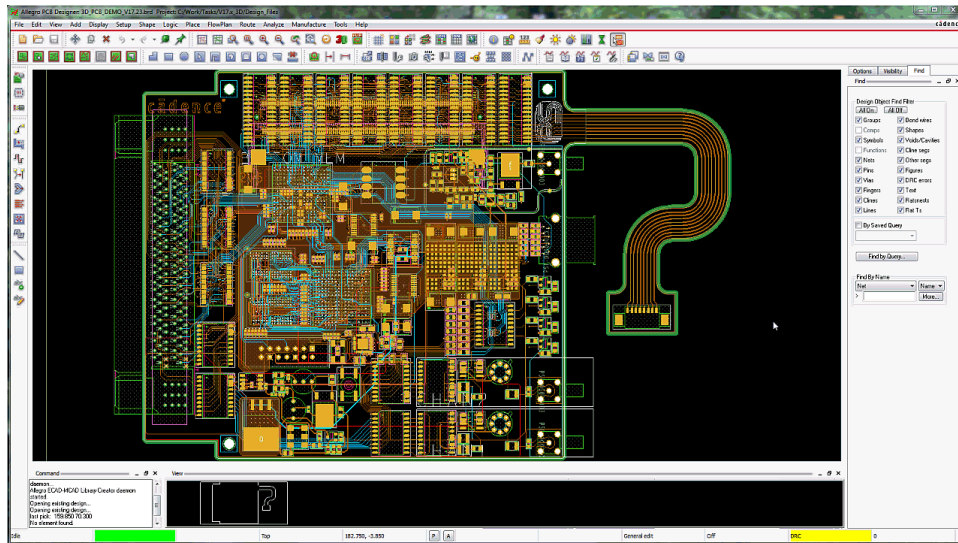 Allegro PCB Designer: 3D_PCB_DEMO_V17.23.brd Project: C:/Work/Tasks/V17.x_3D/Design_Files
File Edit View Add Display Setup Shape Logic Place FlowPlan Route Analyze Manufacture Tools Help
cādence
Options Visibility Find
Find
Design Object Find Filter
All On All Off
Groups Bond wires
Comps Shapes
Symbols Voids/Cavities
Functions Cline segs
Nets Other segs
Pins Figures
Vias DRC errors
Fingers Text
Clines Ratsnests
Lines Rat Ts
By Saved Query
Find by Query...
Find By Name
Net Name
> More...
cādence
Command
daemon...
Allegro ECAD-MCAD Library Creator daemon
started.
Opening existing design...
Opening existing design...
last pick: 159.850 70.300
No element found.
View
Idle Top 182.750, -3.850 P A General edit Off DRC 0